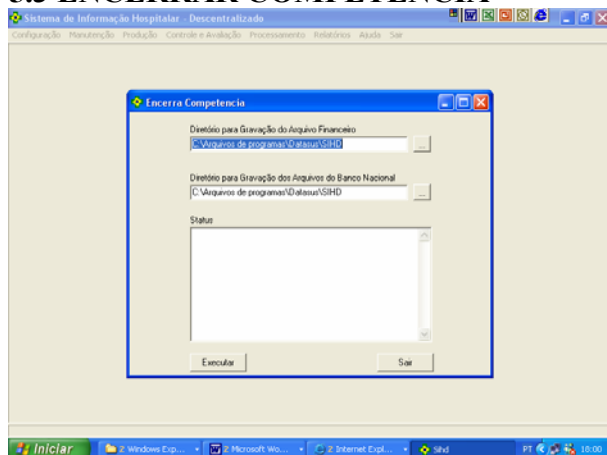 5.5 ENCERRAR COMPETÊNCIA
Sistema de Informação Hospitalar - Descentralizado
Configuração Manutenção Produção Controle e Avaliação Processamento Relatórios Ajuda Sair
Encerra Competencia
Diretório para Gravação do Arquivo Financeiro
C:\Arquivos de programas\Datasus\SIHD
...
Diretório para Gravação dos Arquivos do Banco Nacional
C:\Arquivos de programas\Datasus\SIHD
...
Status
Executar Sair
Iniciar 2 Windows Exp... 2 Microsoft Wo... 2 Internet Expl... Sihd PT 18:00